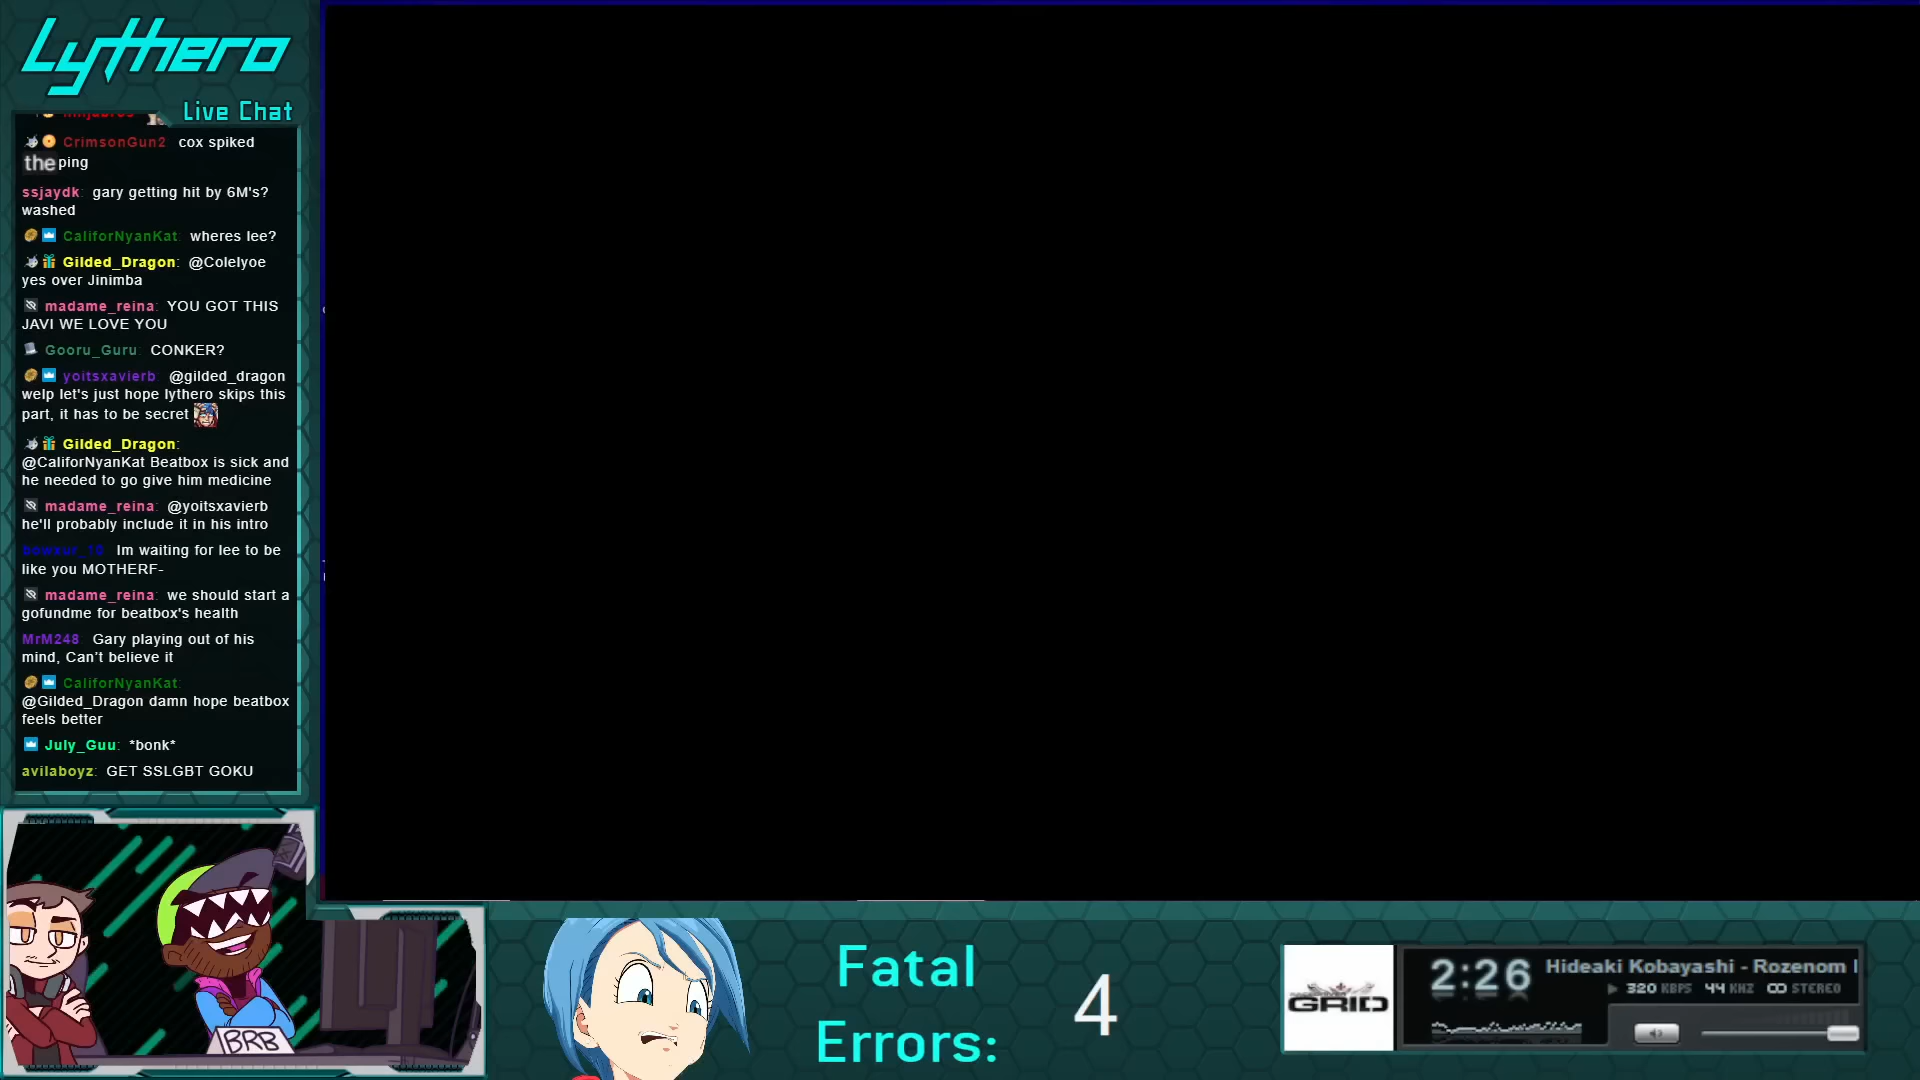 Lythero
Live Chat
CrimsonGun2 cox spiked
the ping
ssjaydk: gary getting hit by 6M's?
washed
CaliforNyanKat: wheres lee?
Gilded_Dragon: @Colelyoe
yes over Jinimba
madame_reina: YOU GOT THIS
JAVI WE LOVE YOU
Gooru_Guru: CONKER?
yoitsxavierb: @gilded_dragon
welp let's just hope lythero skips this
part, it has to be secret
Gilded_Dragon:
@CaliforNyanKat Beatbox is sick and
he needed to go give him medicine
madame_reina: @yoitsxavierb
he'll probably include it in his intro
bowxur_10: Im waiting for lee to be
like you MOTHERF-
madame_reina: we should start a
gofundme for beatbox's health
MrM248: Gary playing out of his
mind, Can't believe it
CaliforNyanKat:
@Gilded_Dragon damn hope beatbox
feels better
July_Guu: *bonk*
avilaboyz: GET SSLGBT GOKU
BRB
Fatal
Errors:
4
GRID
2:26
Hideaki Kobayashi - Rozenom
320 KBPS 44 KHZ STEREO